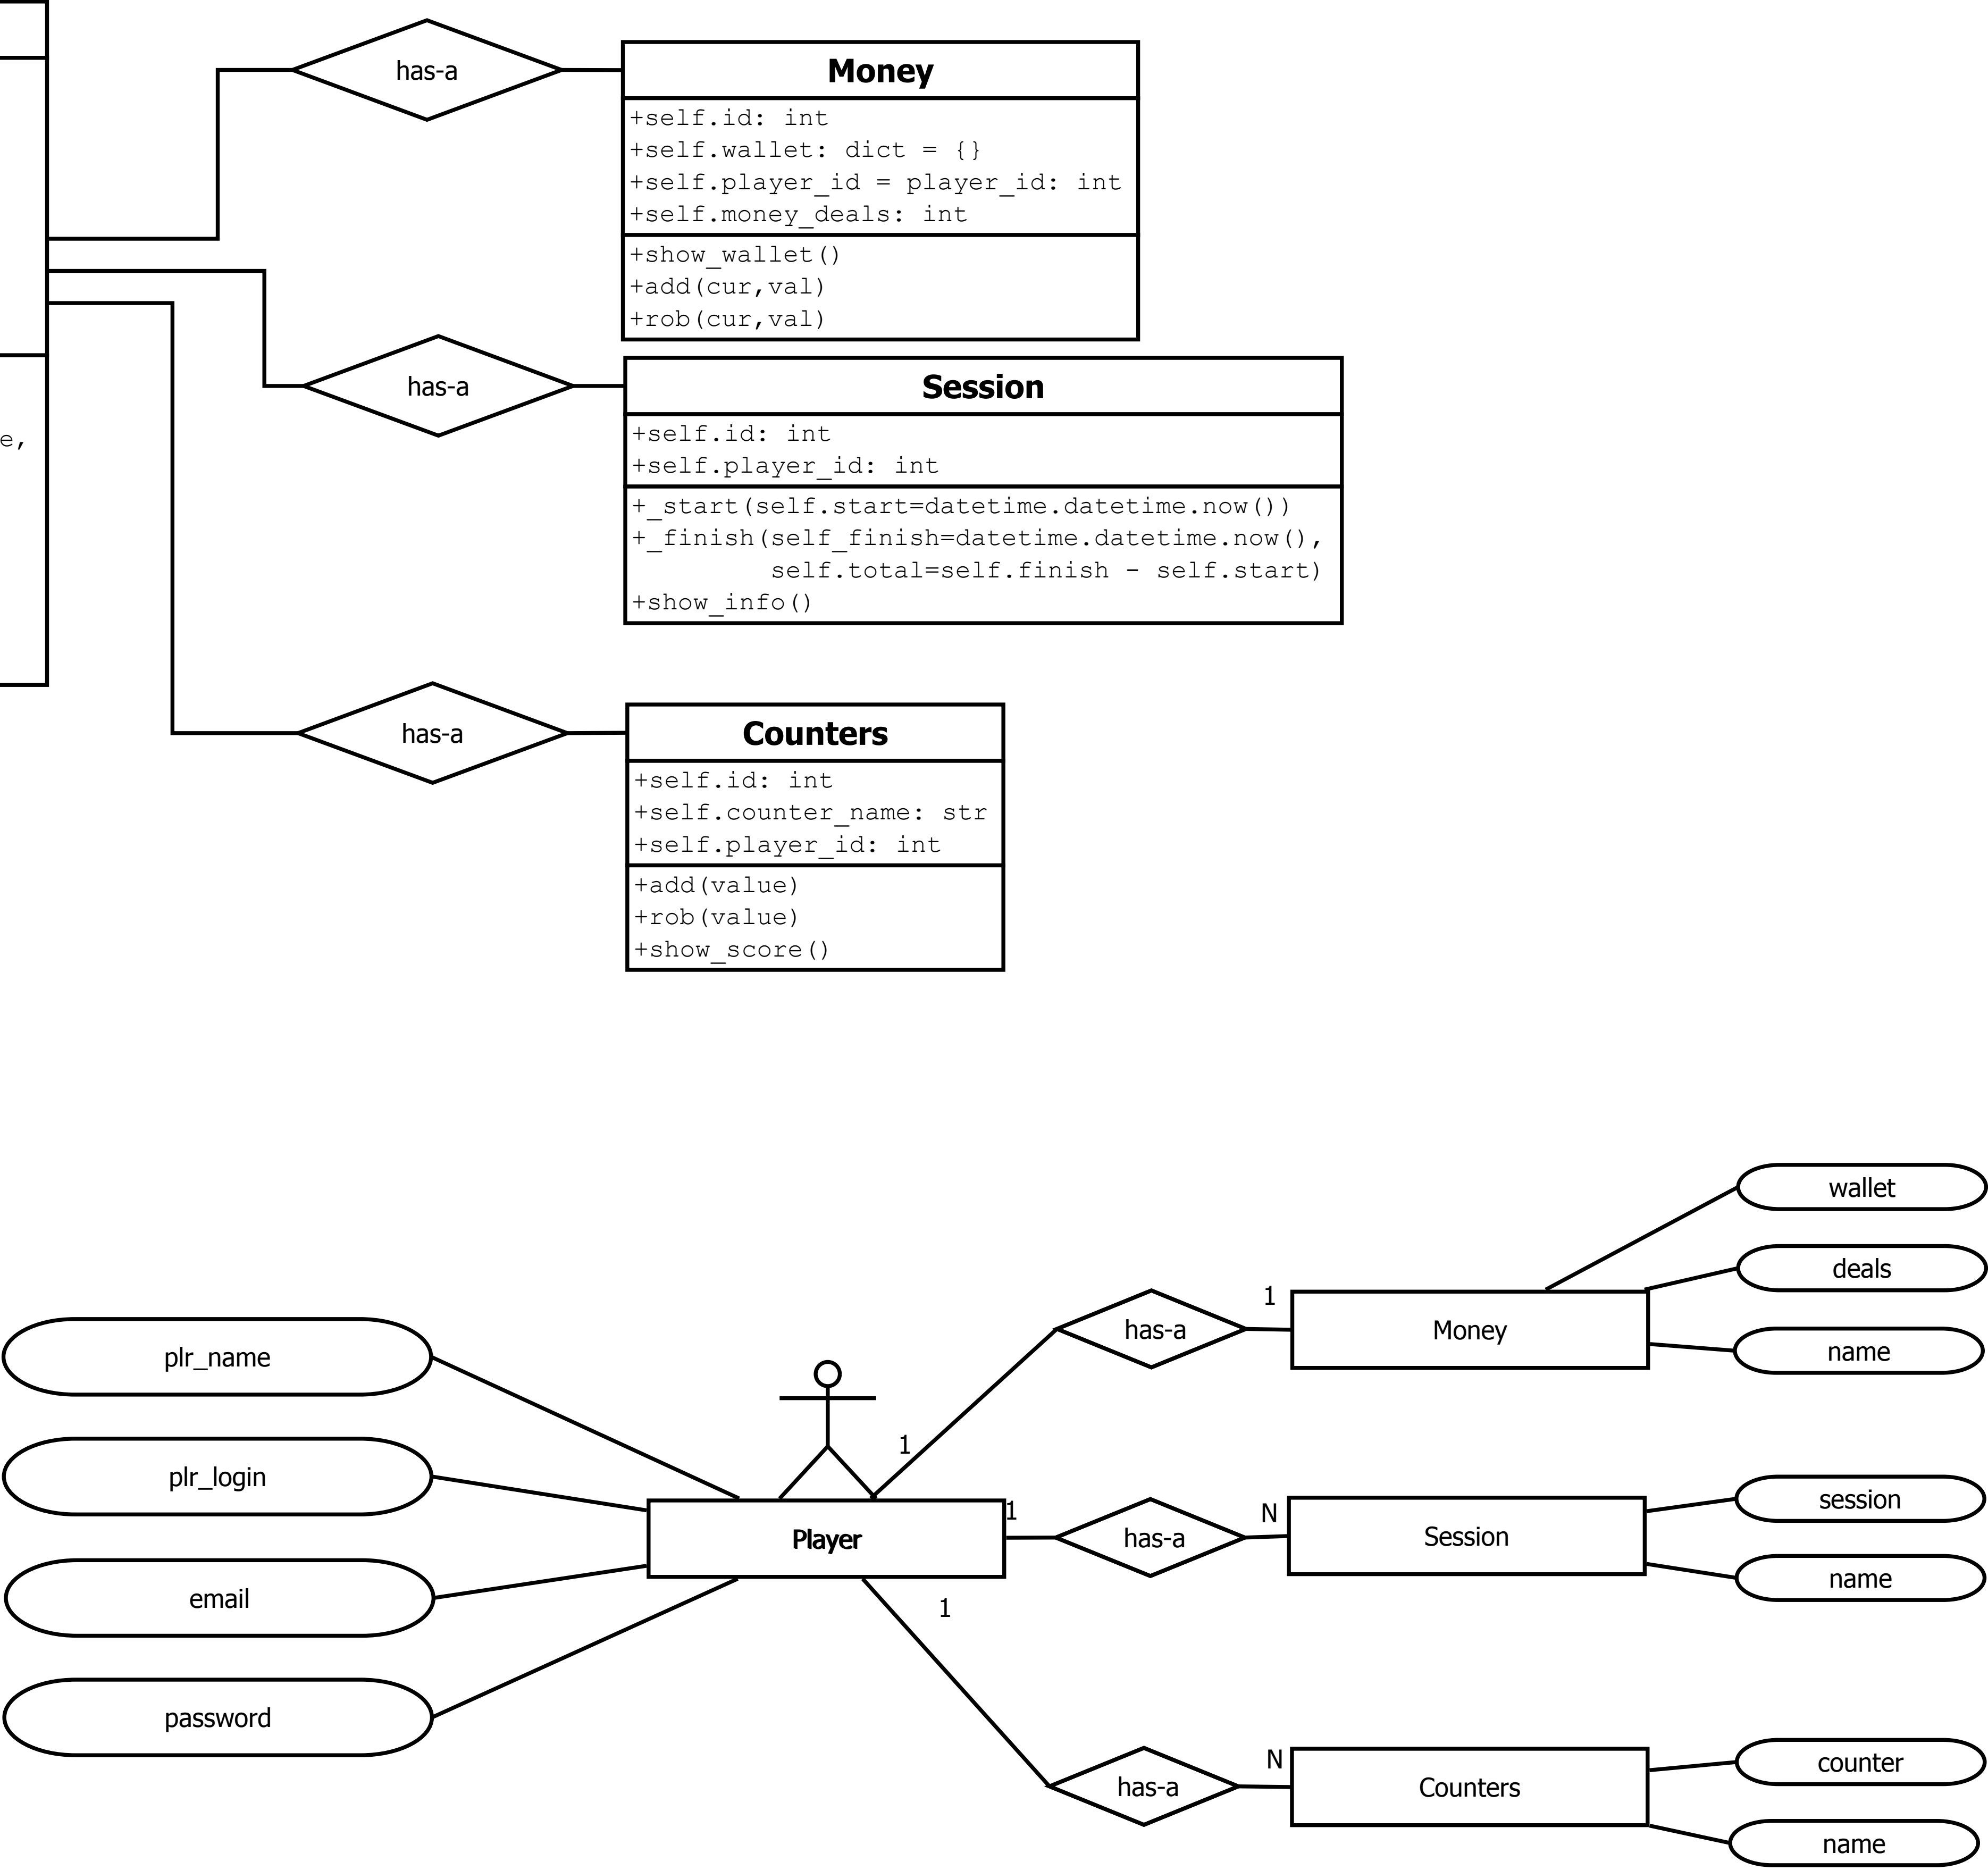 has-a
Money
+self.id: int
+self.wallet: dict = {}
+self.player_id = player_id: int
+self.money_deals: int
+show_wallet()
+add(cur,val)
+rob(cur,val)
has-a
Session
e,
+self.id: int
+self.player_id: int
+_start(self.start=datetime.datetime.now())
+_finish(self_finish=datetime.datetime.now(),
self.total=self.finish - self.start)
+show_info()
has-a
Counters
+self.id: int
+self.counter_name: str
+self.player_id: int
+add(value)
+rob(value)
+show_score()
wallet
deals
1
has-a
Money
name
plr_name
1
plr_login
session
1
N
has-a
Session
Player
name
email
1
password
counter
N
has-a
Counters
name